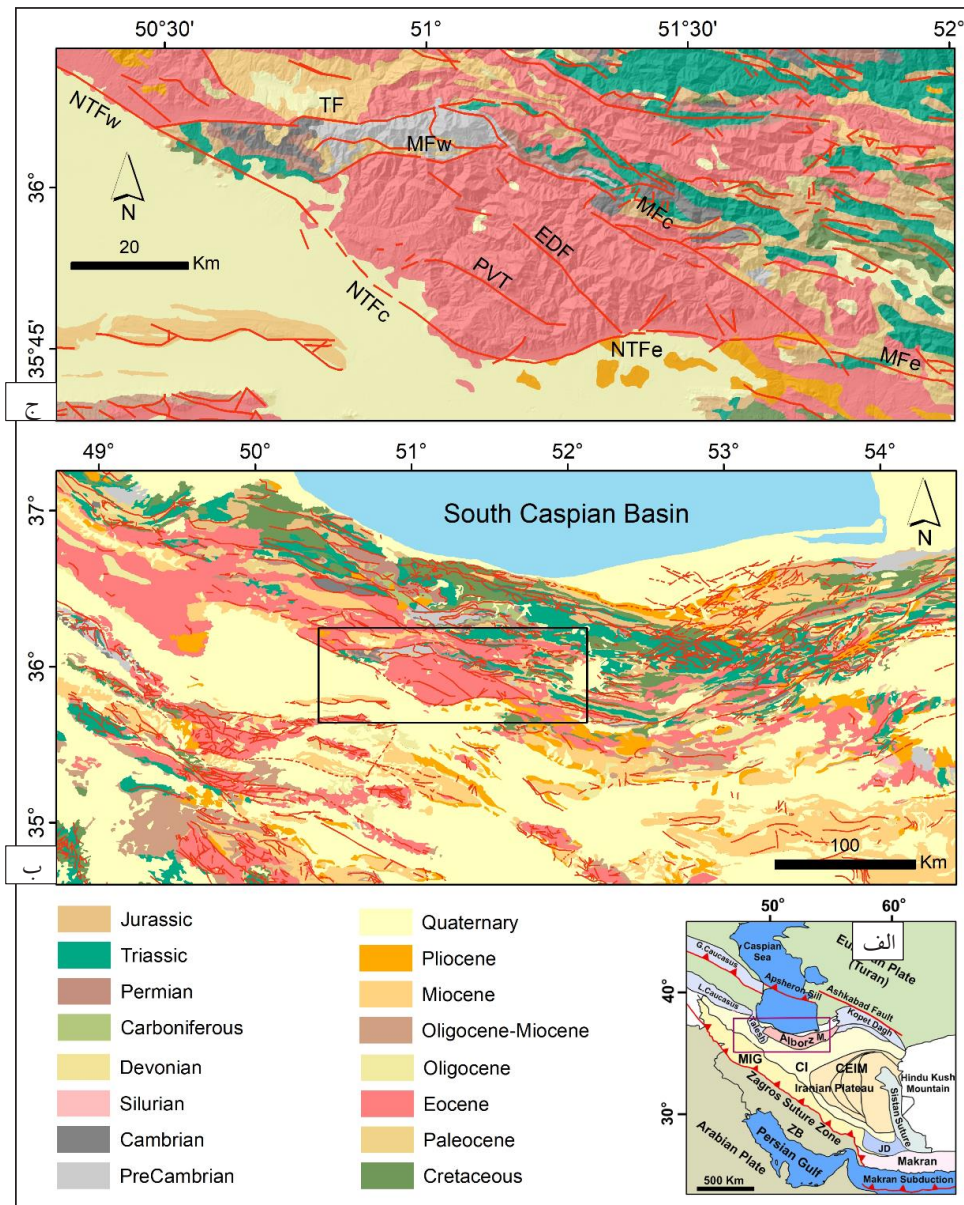 50°30'
51°
51°30'
52°
NTFw
TF
MFw
36°
N
MFc
20
Km
EDF
PVT
NTFc
35°45'
NTFe
MFe
ج
49°
50°
51°
52°
53°
54°
37°
South Caspian Basin
N
36°
35°
100
Km
ب
Jurassic
Triassic
Permian
Carboniferous
Devonian
Silurian
Cambrian
PreCambrian
Quaternary
Pliocene
Miocene
Oligocene-Miocene
Oligocene
Eocene
Paleocene
Cretaceous
50°
60°
الف
G.Caucasus
Caspian
Sea
(Turan)
Apsheron Sill
Ashkabad Fault
40°
L.Caucasus
Kopet Dagh
Talesh
Alborz M.
MIG
CI
CEIM
Iranian Plateau
Hindu Kush
Mountain
Zagros Suture Zone
Sistan Suture
30°
ZB
Arabian Plate
Persian Gulf
JD
Makran
Makran Subduction
500 Km